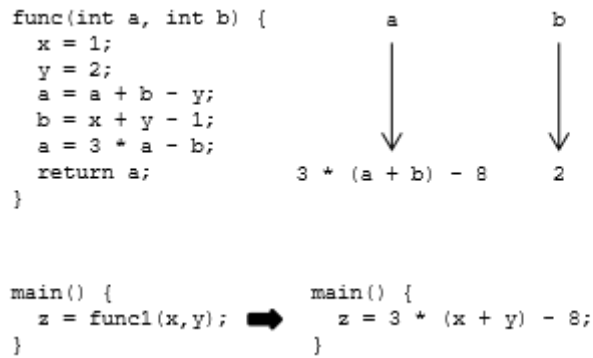 func(int a, int b) {
x = 1;
y = 2;
a = a + b - y;
b = x + y - 1;
a = 3 * a - b;
return a;
}
a b
3 * (a + b) - 8 2
main() {
z = func1(x,y);
}
main() {
z = 3 * (x + y) - 8;
}